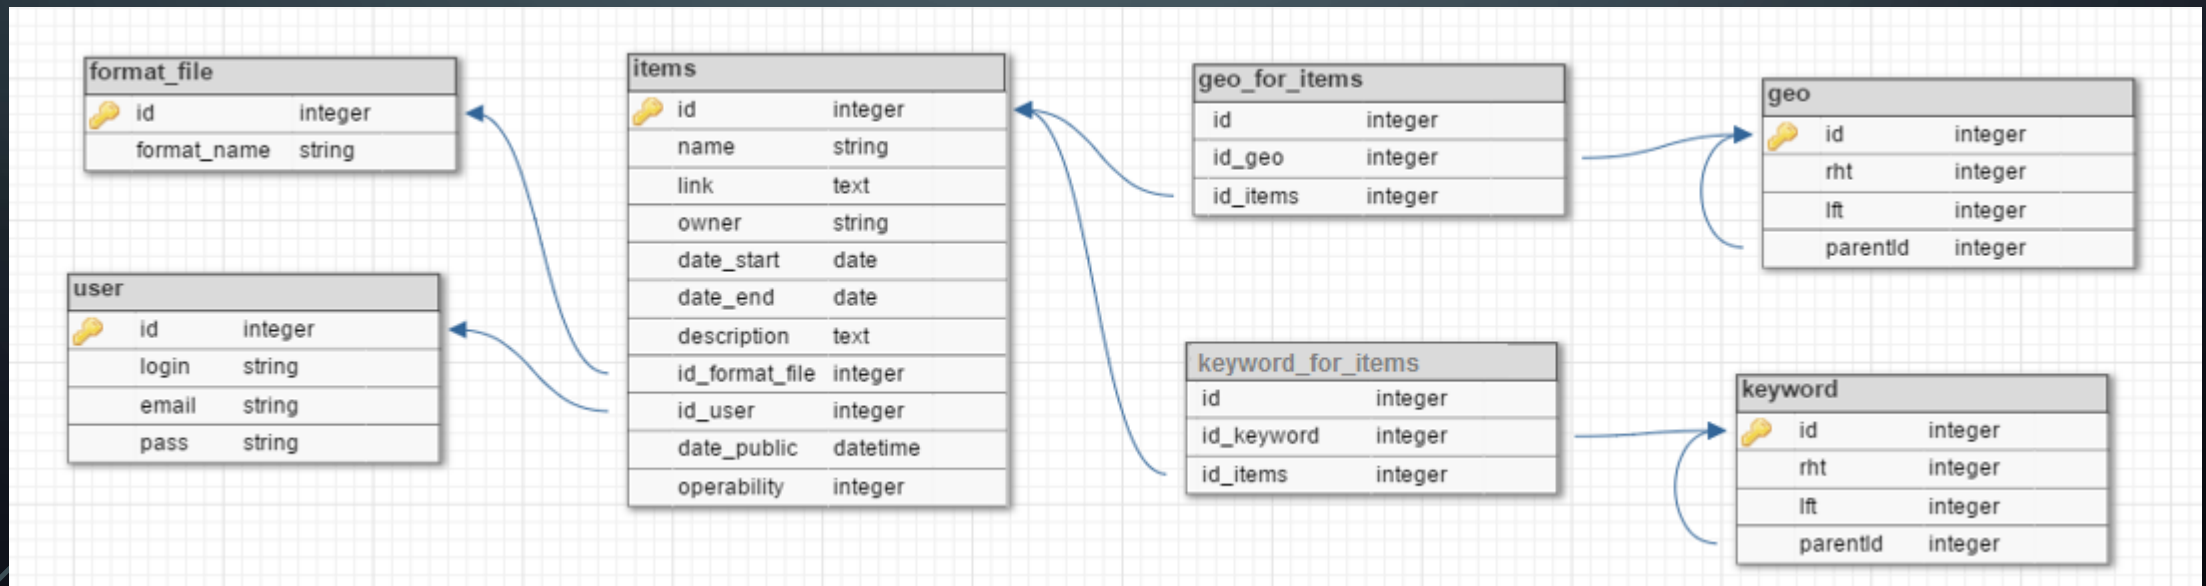 format_file
id integer
format_name string
user
id integer
login string
email string
pass string
items
id integer
name string
link text
owner string
date_start date
date_end date
description text
id_format_file integer
id_user integer
date_public datetime
operability integer
geo_for_items
id integer
id_geo integer
id_items integer
keyword_for_items
id integer
id_keyword integer
id_items integer
geo
id integer
rht integer
lft integer
parentId integer
keyword
id integer
rht integer
lft integer
parentId integer